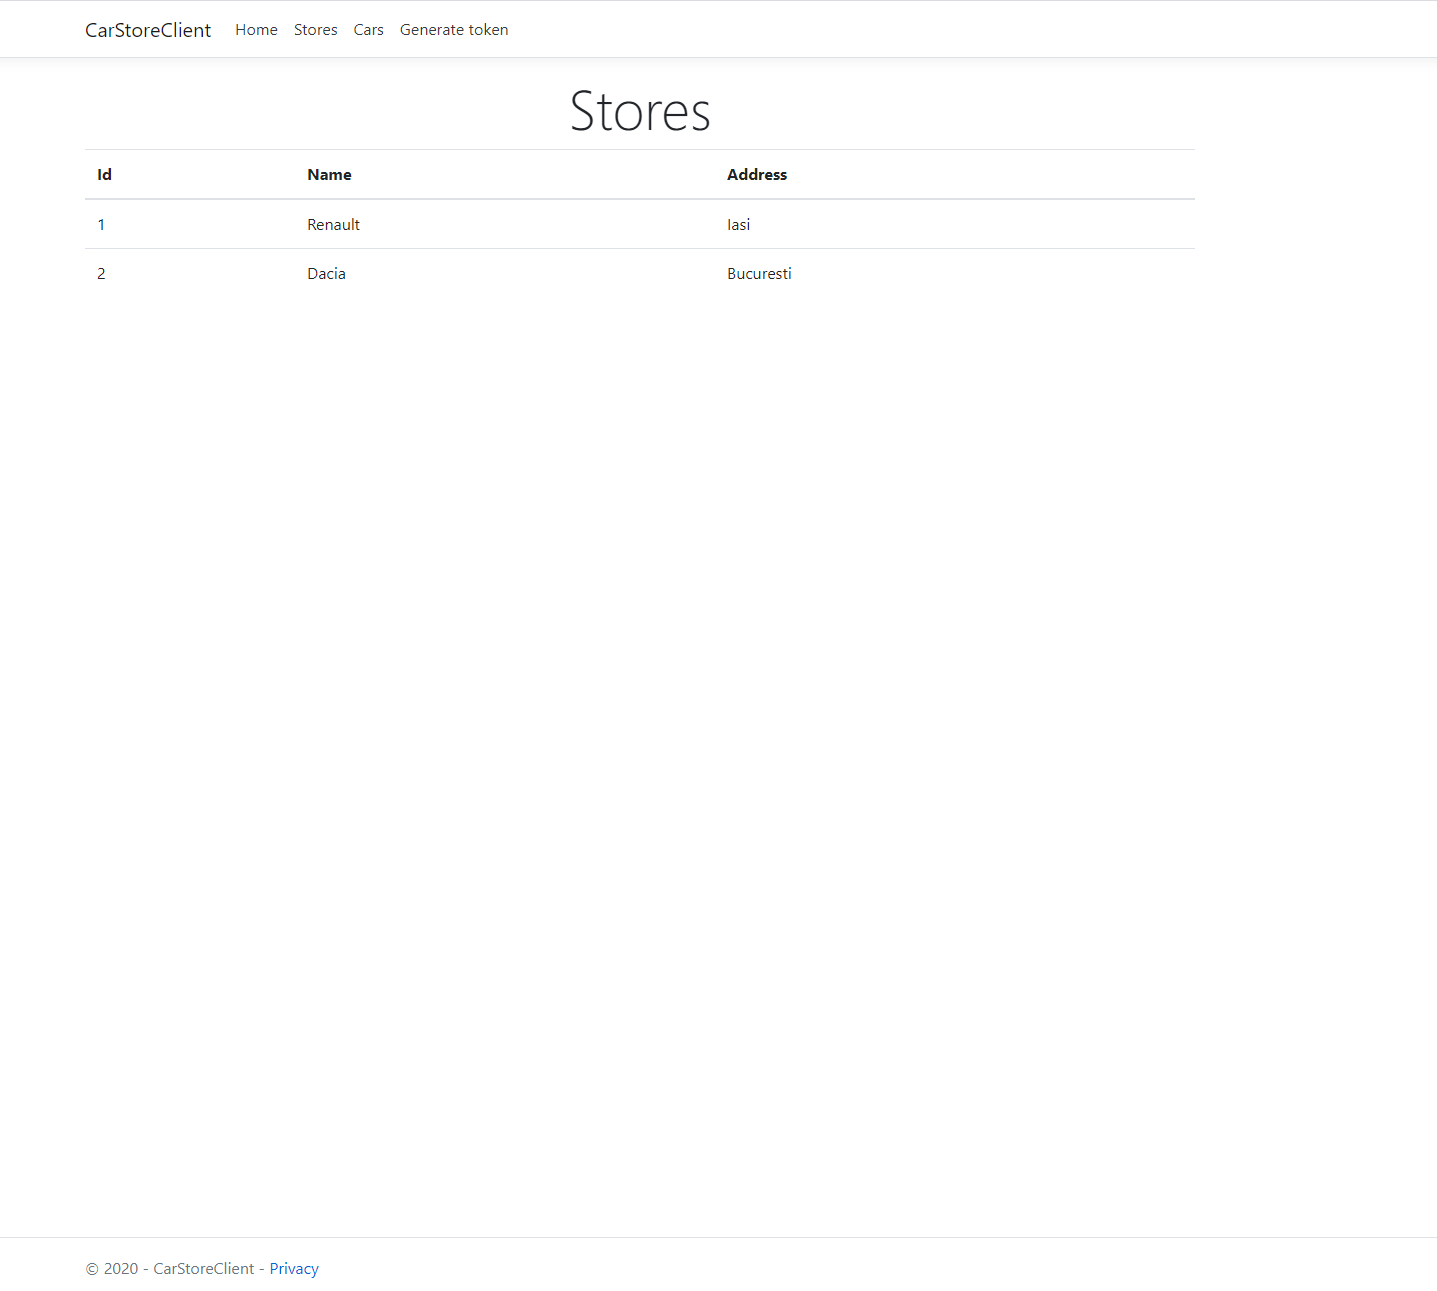 CarStoreClient Home Stores Cars Generate token
Stores
Id Name Address
1 Renault Iasi
2 Dacia Bucuresti
© 2020 - CarStoreClient - Privacy